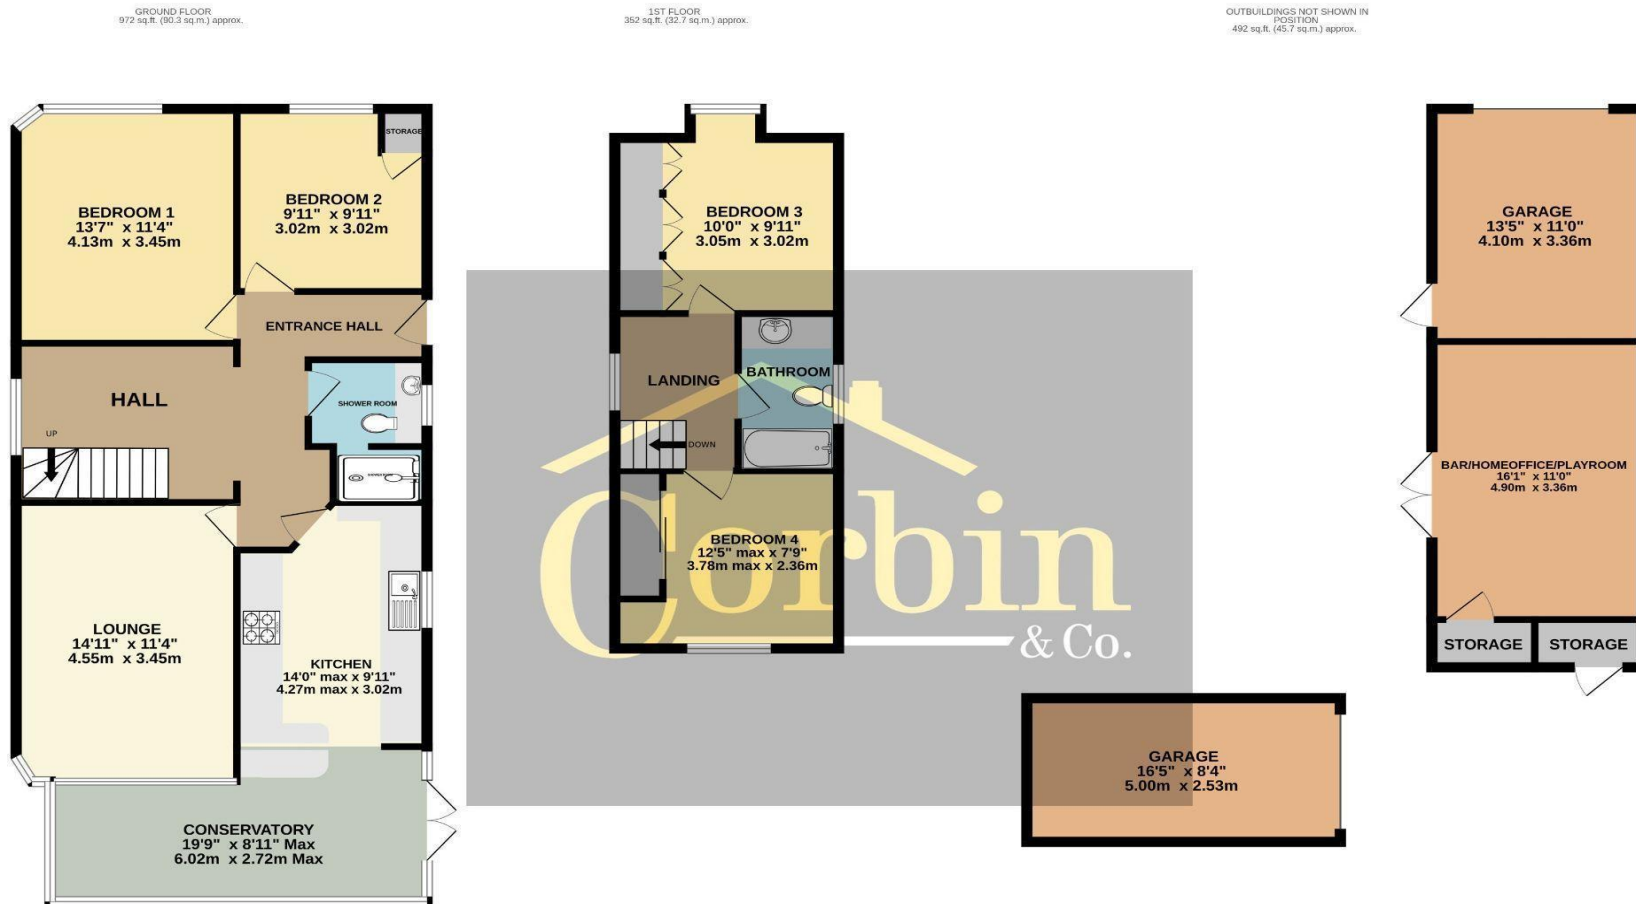 GROUND FLOOR
972 sq.ft. (90.3 sq.m.) approx.
1ST FLOOR
352 sq.ft. (32.7 sq.m.) approx.
OUTBUILDINGS NOT SHOWN IN
POSITION
492 sq.ft. (45.7 sq.m.) approx.
BEDROOM 1
13'7" x 11'4"
4.13m x 3.45m
BEDROOM 2
9'11" x 9'11"
3.02m x 3.02m
STORAGE
ENTRANCE HALL
HALL
UP
SHOWER ROOM
LOUNGE
14'11" x 11'4"
4.55m x 3.45m
KITCHEN
14'0" max x 9'11"
4.27m max x 3.02m
CONSERVATORY
19'9" x 8'11" Max
6.02m x 2.72m Max
BEDROOM 3
10'0" x 9'11"
3.05m x 3.02m
LANDING
BATHROOM
DOWN
BEDROOM 4
12'5" max x 7'9"
3.78m max x 2.36m
Corbin
& Co.
GARAGE
13'5" x 11'0"
4.10m x 3.36m
BAR/HOMEOFFICE/PLAYROOM
16'1" x 11'0"
4.90m x 3.36m
STORAGE
STORAGE
GARAGE
16'5" x 8'4"
5.00m x 2.53m